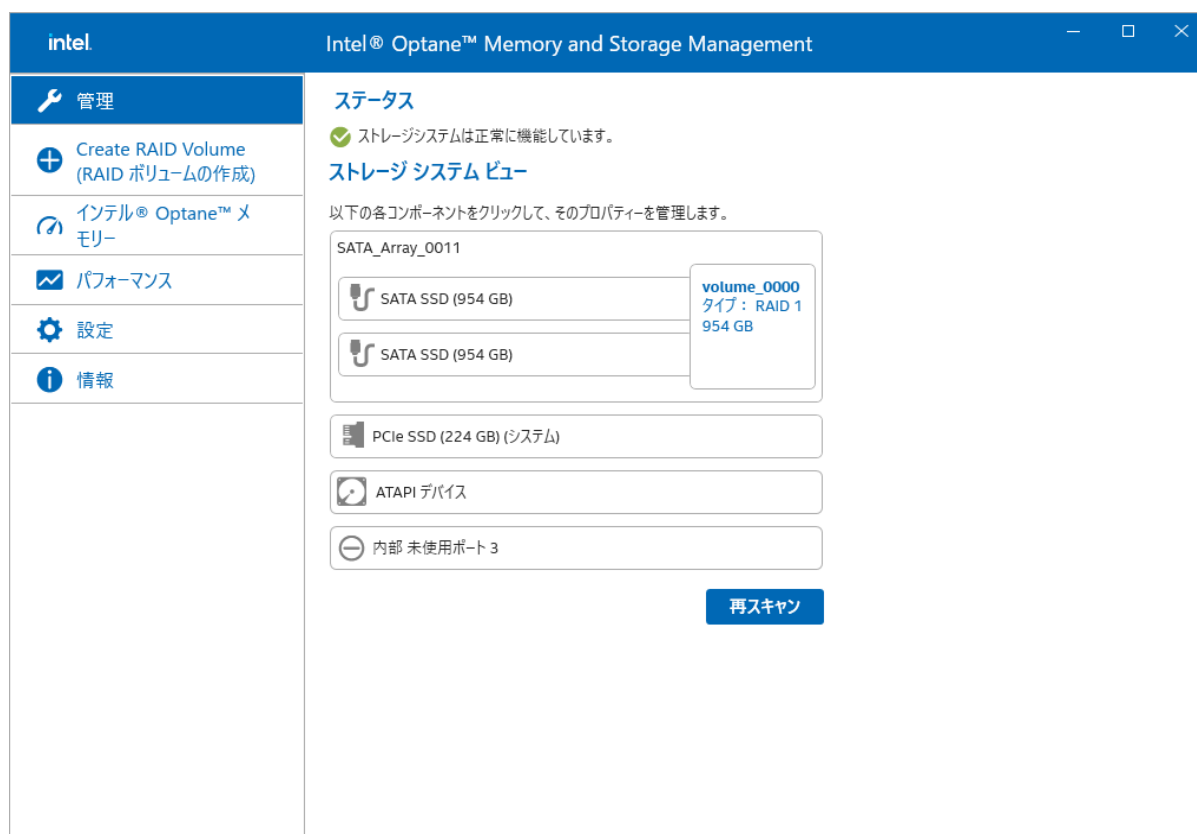 intel.
Intel® Optane™ Memory and Storage Management
管理
Create RAID Volume
(RAID ボリュームの作成)
インテル® Optane™ メ
モリー
パフォーマンス
設定
情報
ステータス
ストレージシステムは正常に機能しています。
ストレージ システム ビュー
以下の各コンポーネントをクリックして、そのプロパティーを管理します。
SATA_Array_0011
SATA SSD (954 GB)
SATA SSD (954 GB)
volume_0000
タイプ： RAID 1
954 GB
PCIe SSD (224 GB) (システム)
ATAPI デバイス
内部 未使用ポート 3
再スキャン